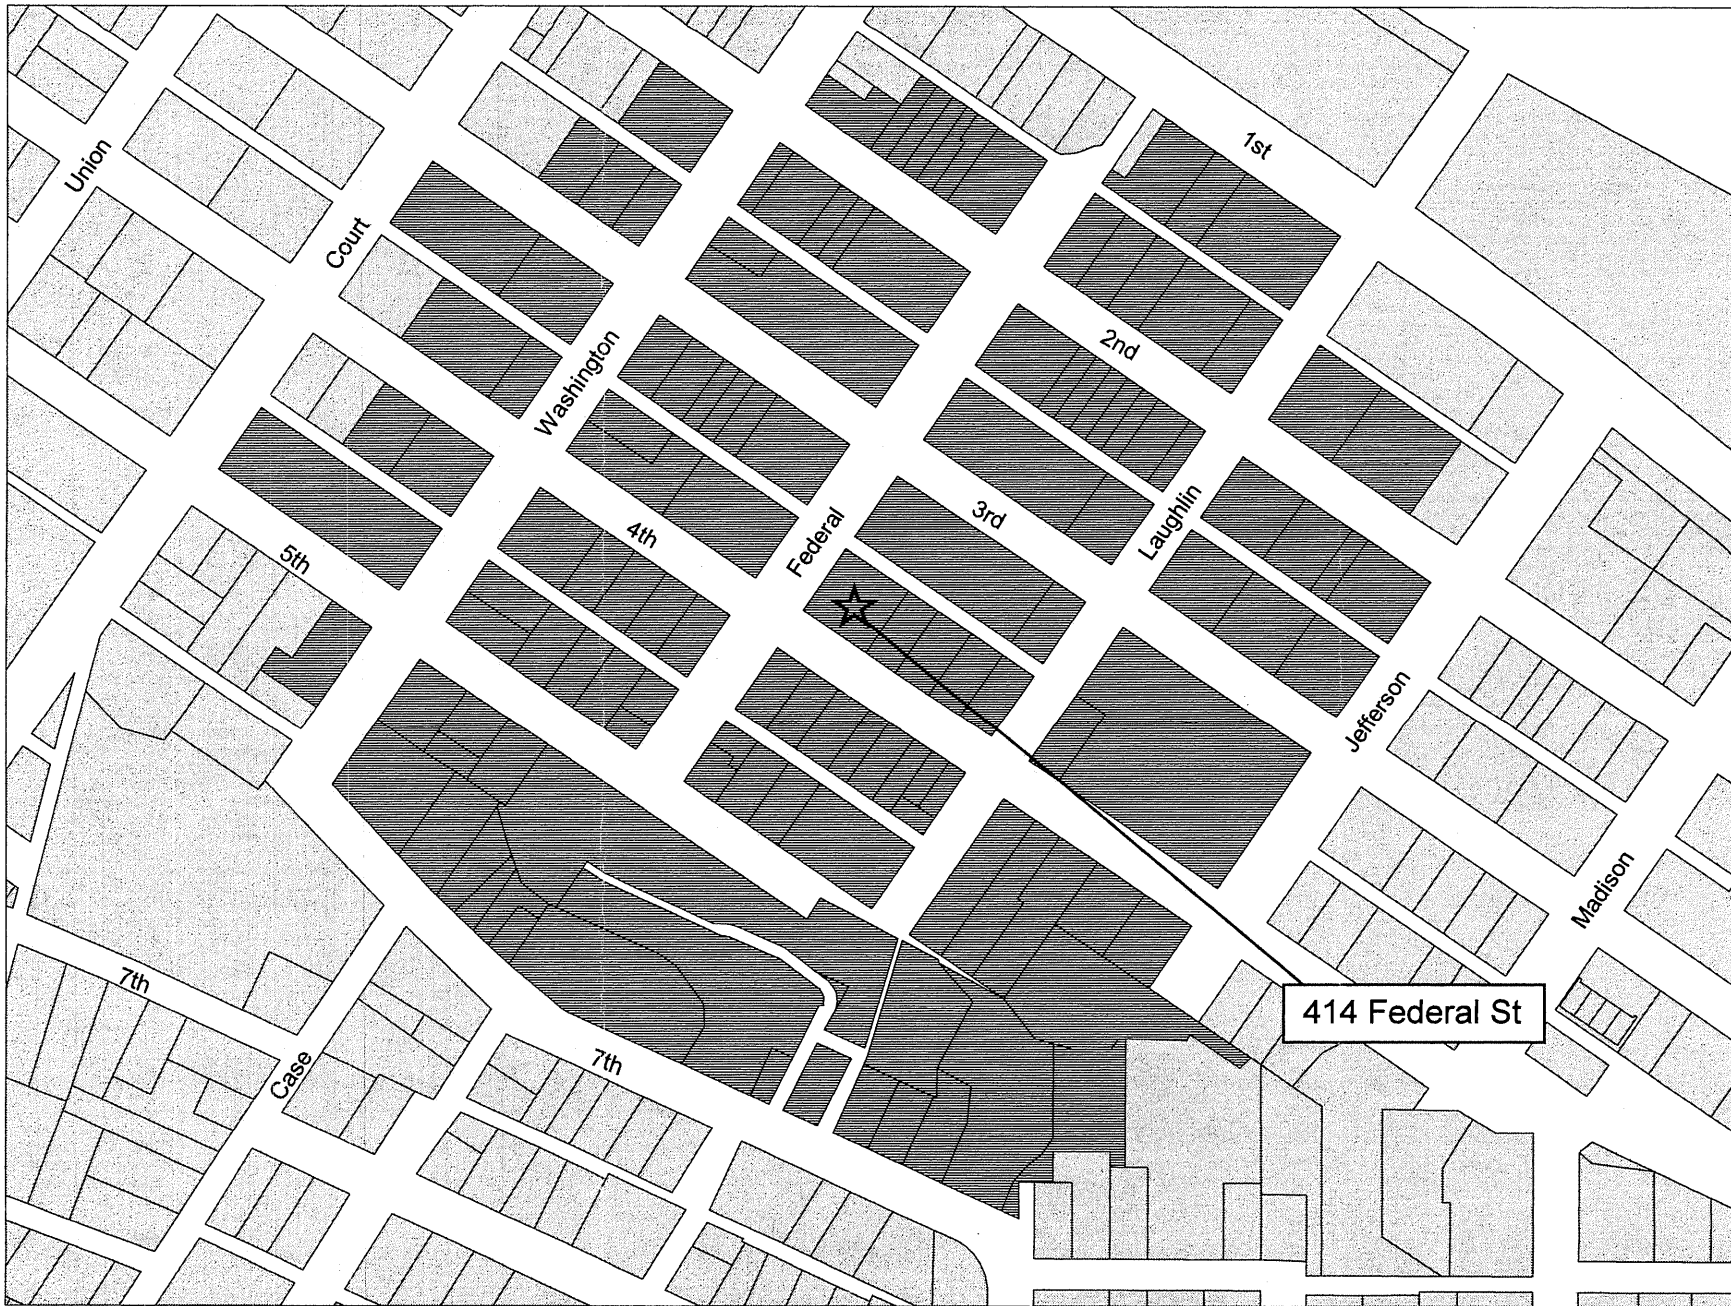 1st
Union
Court
2nd
Washington
3rd
Laughlin
4th
Federal
5th
Jefferson
Madison
7th
414 Federal St
7th
Case